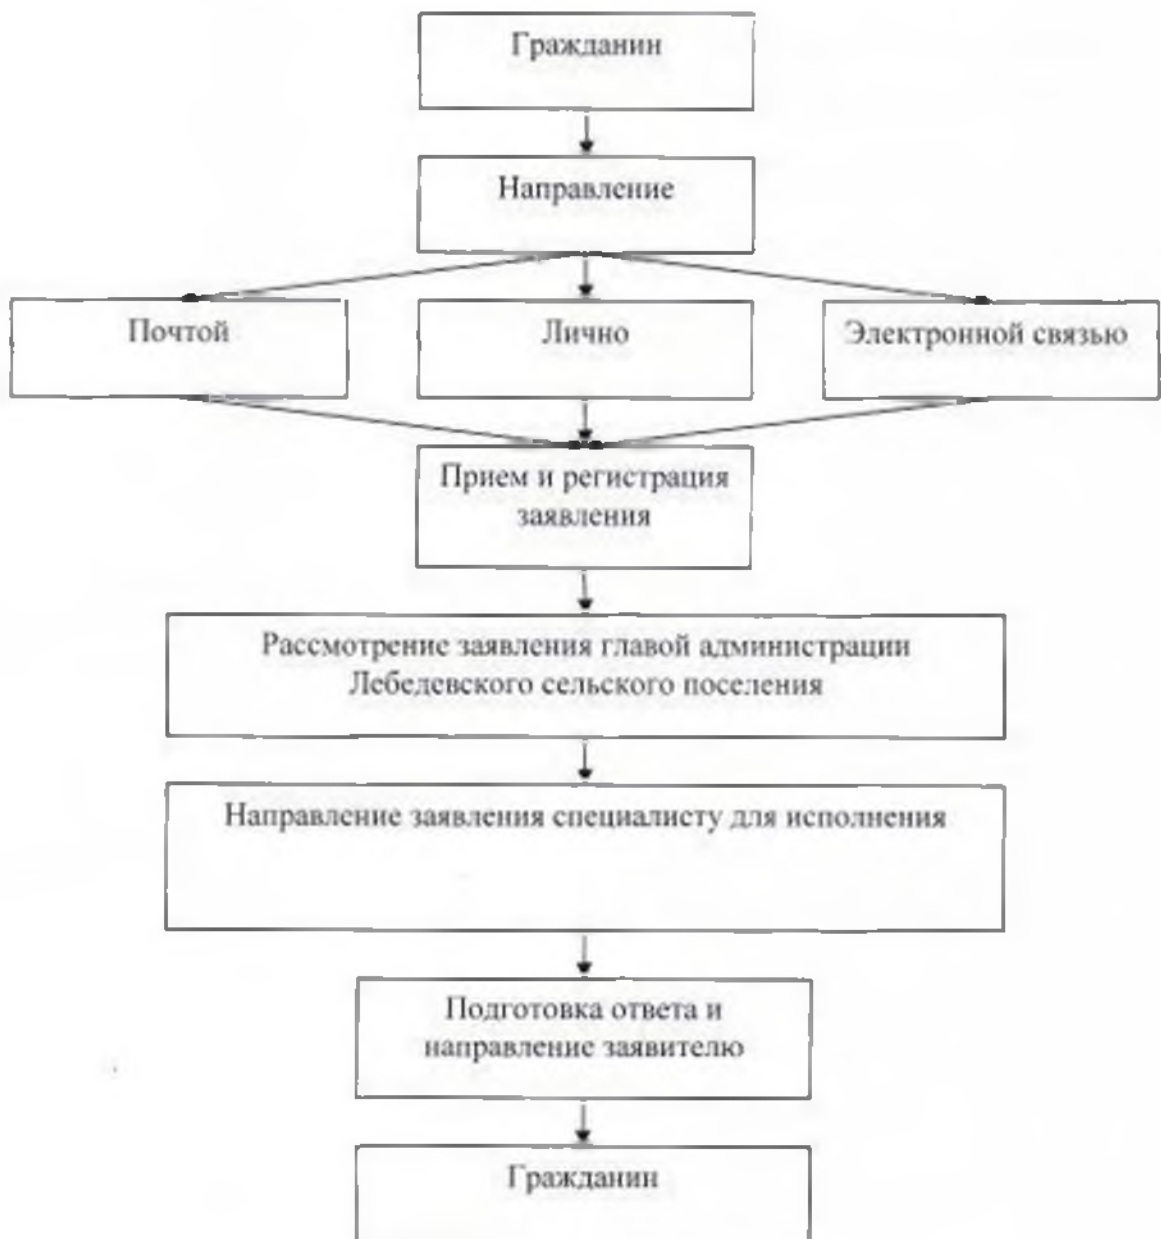 Гражданин
Направление
Почтой
Лично
Электронной связью
Прием и регистрация
заявления
Рассмотрение заявления главой администрации
Лебедевского сельского поселения
Направление заявления специалисту для исполнения
Подготовка ответа и
направление заявителю
Гражданин